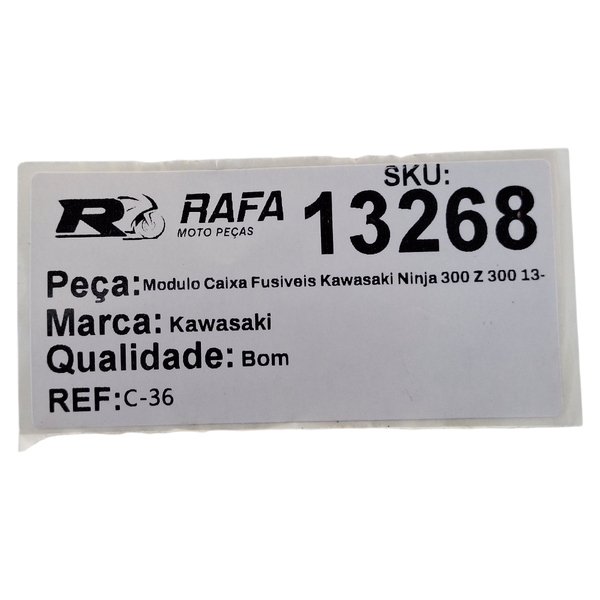 SKU:
RAFA 13268
MOTO PEÇAS
Peça: Modulo Caixa Fusiveis Kawasaki Ninja 300 Z 300 13-
Marca: Kawasaki
Qualidade: Bom
REF: C-36